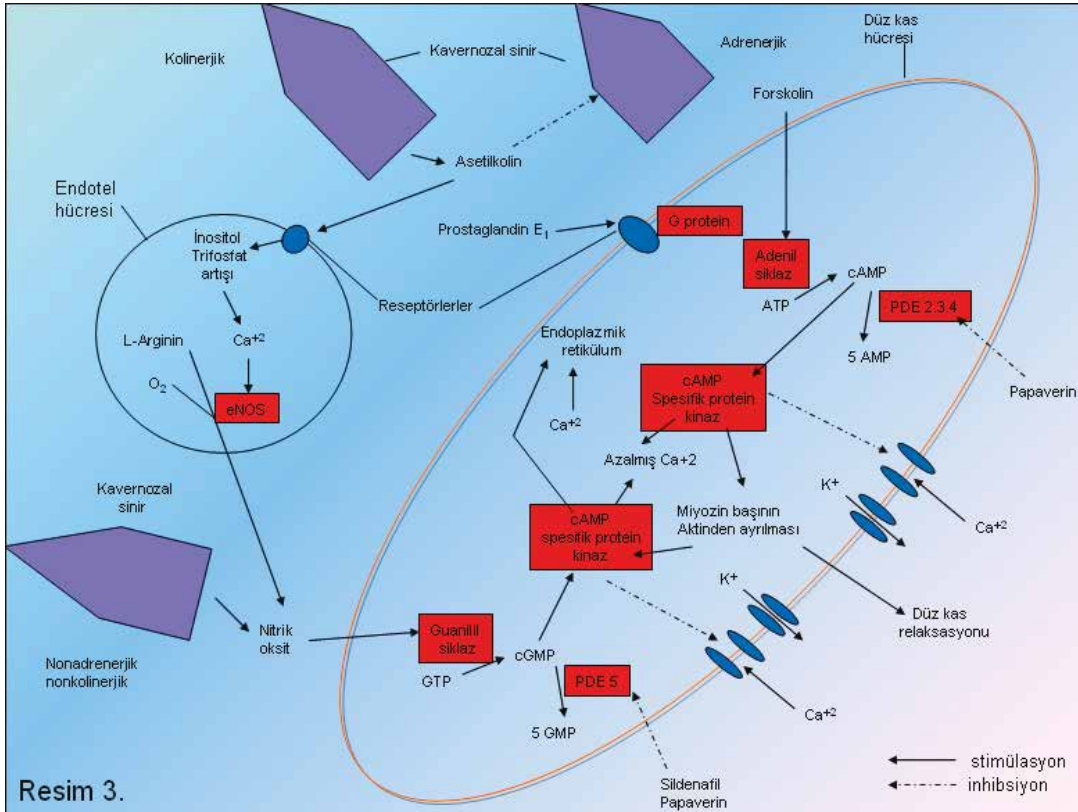 Kolinerjik
Kavernozal sinir
Adrenerjik
Düz kas
hücresi
Forskolin
Asetilkolin
Endotel
hücresi
Prostaglandin E1
G protein
İnositol
Trifosfat
artışı
Adenil
siklaz
cAMP
ATP
PDE 2.3.4
Reseptörlerler
5 AMP
L-Arginin
Ca+2
Endoplazmik
retikülum
O2
eNOS
cAMP
Spesifik protein
kinaz
Papaverin
Ca+2
Azalmış Ca+2
Kavernozal
sinir
K+
Ca+2
Miyozin başının
Aktinden ayrılması
cAMP
spesifik protein
kinaz
K+
Düz kas
relaksasyonu
Nitrik
oksit
Guanilil
siklaz
cGMP
GTP
PDE 5
Nonadrenerjik
nonkolinerjik
5 GMP
Ca+2
Sildenafil
Papaverin
stimülasyon
inhibsiyon
Resim 3.